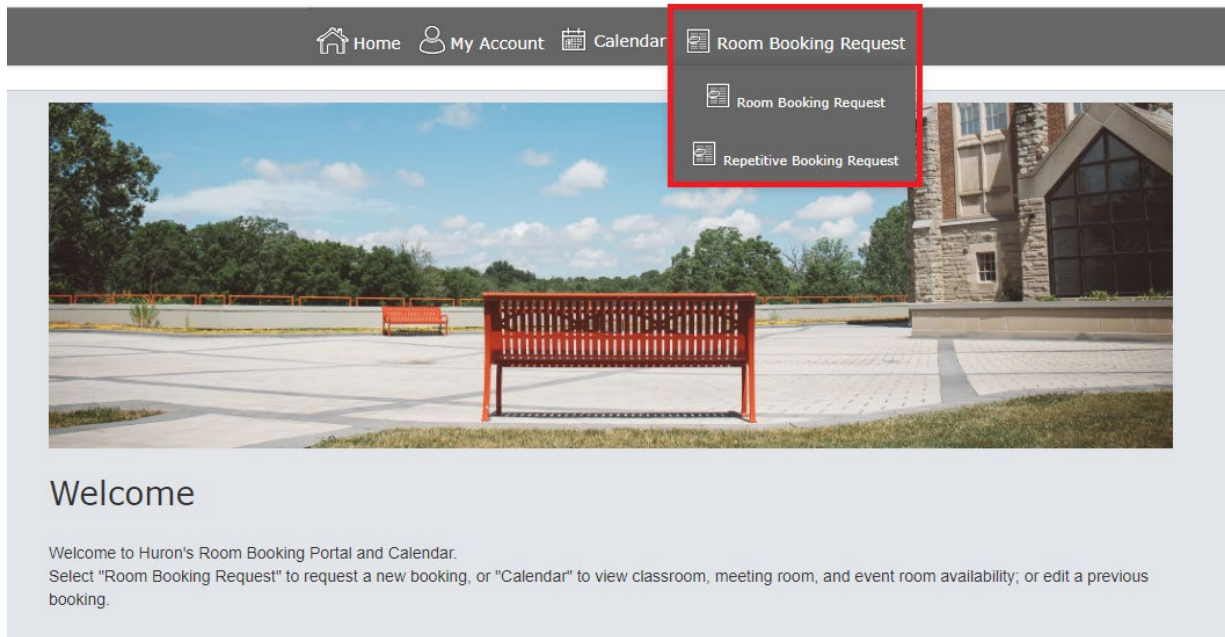 Home My Account Calendar Room Booking Request
Room Booking Request
Repetitive Booking Request
Welcome
Welcome to Huron's Room Booking Portal and Calendar.
Select "Room Booking Request" to request a new booking, or "Calendar" to view classroom, meeting room, and event room availability; or edit a previous
booking.